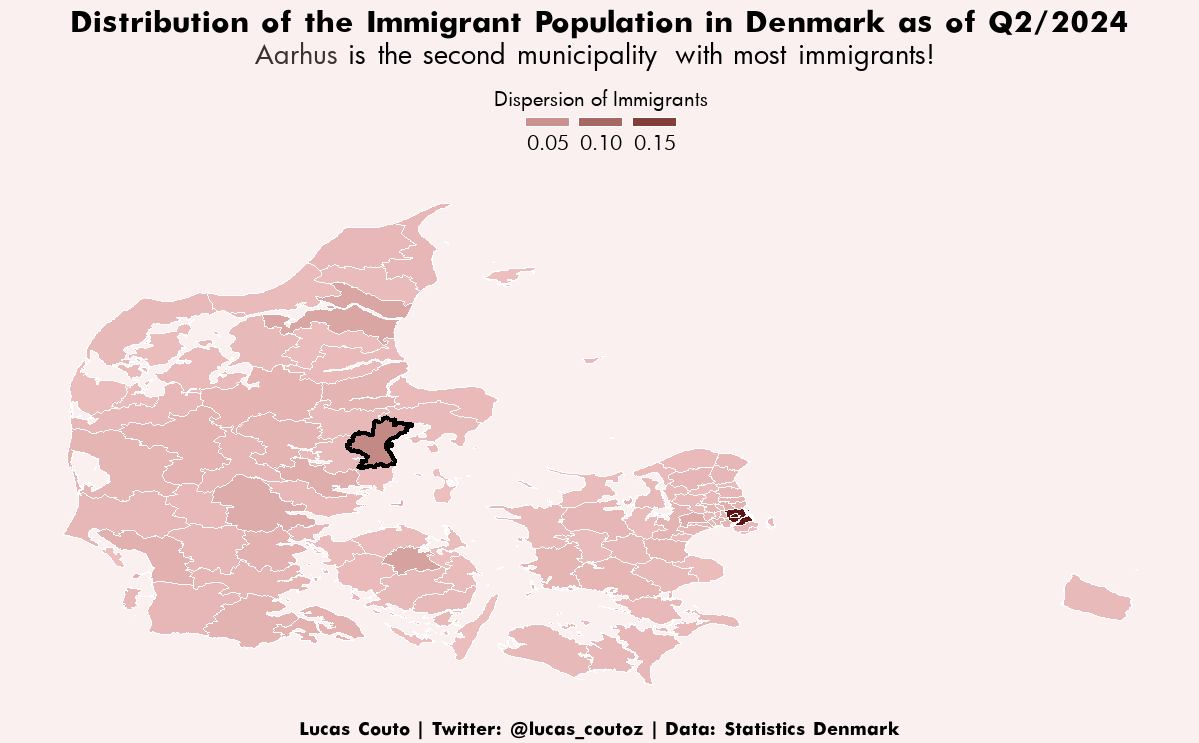 Distribution of the Immigrant Population in Denmark as of Q2/2024
Aarhus is the second municipality with most immigrants!
Dispersion of Immigrants
0.05 0.10 0.15
Lucas Couto | Twitter: @lucas_coutoz | Data: Statistics Denmark